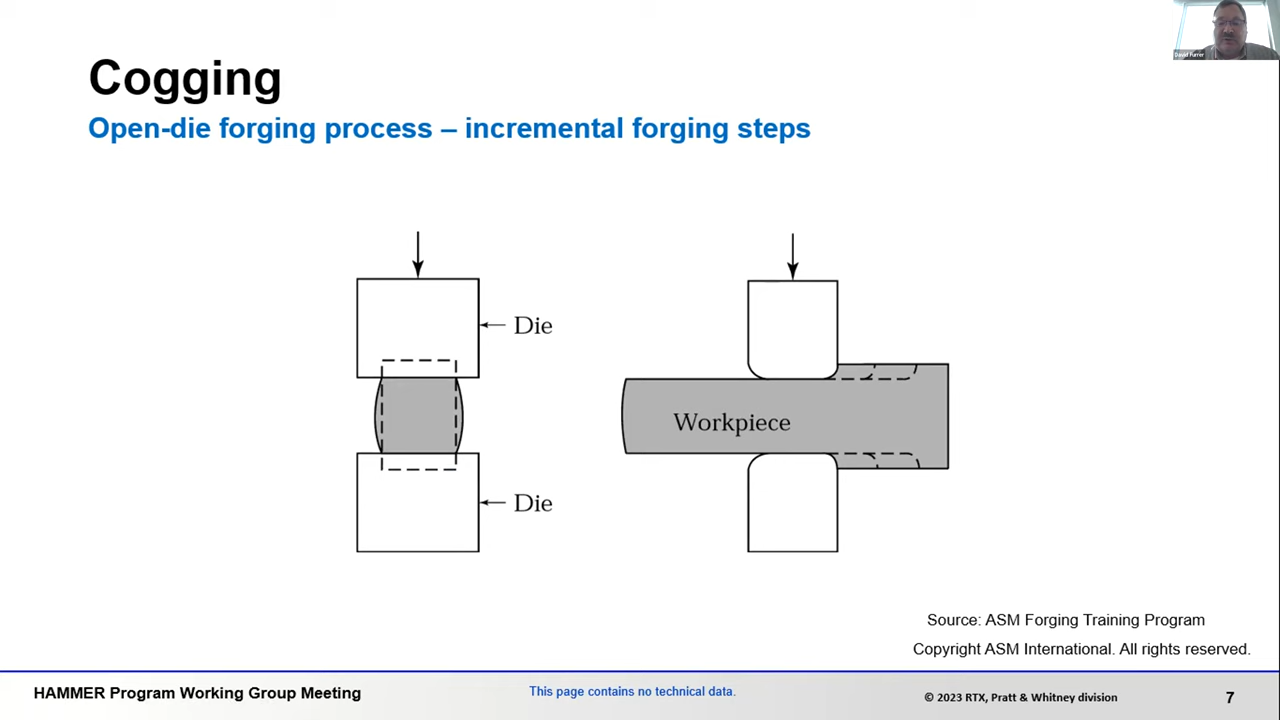 David Furrer
Cogging
Open-die forging process – incremental forging steps
Die
Workpiece
Die
Source: ASM Forging Training Program
Copyright ASM International. All rights reserved.
HAMMER Program Working Group Meeting
This page contains no technical data.
© 2023 RTX, Pratt & Whitney division
7